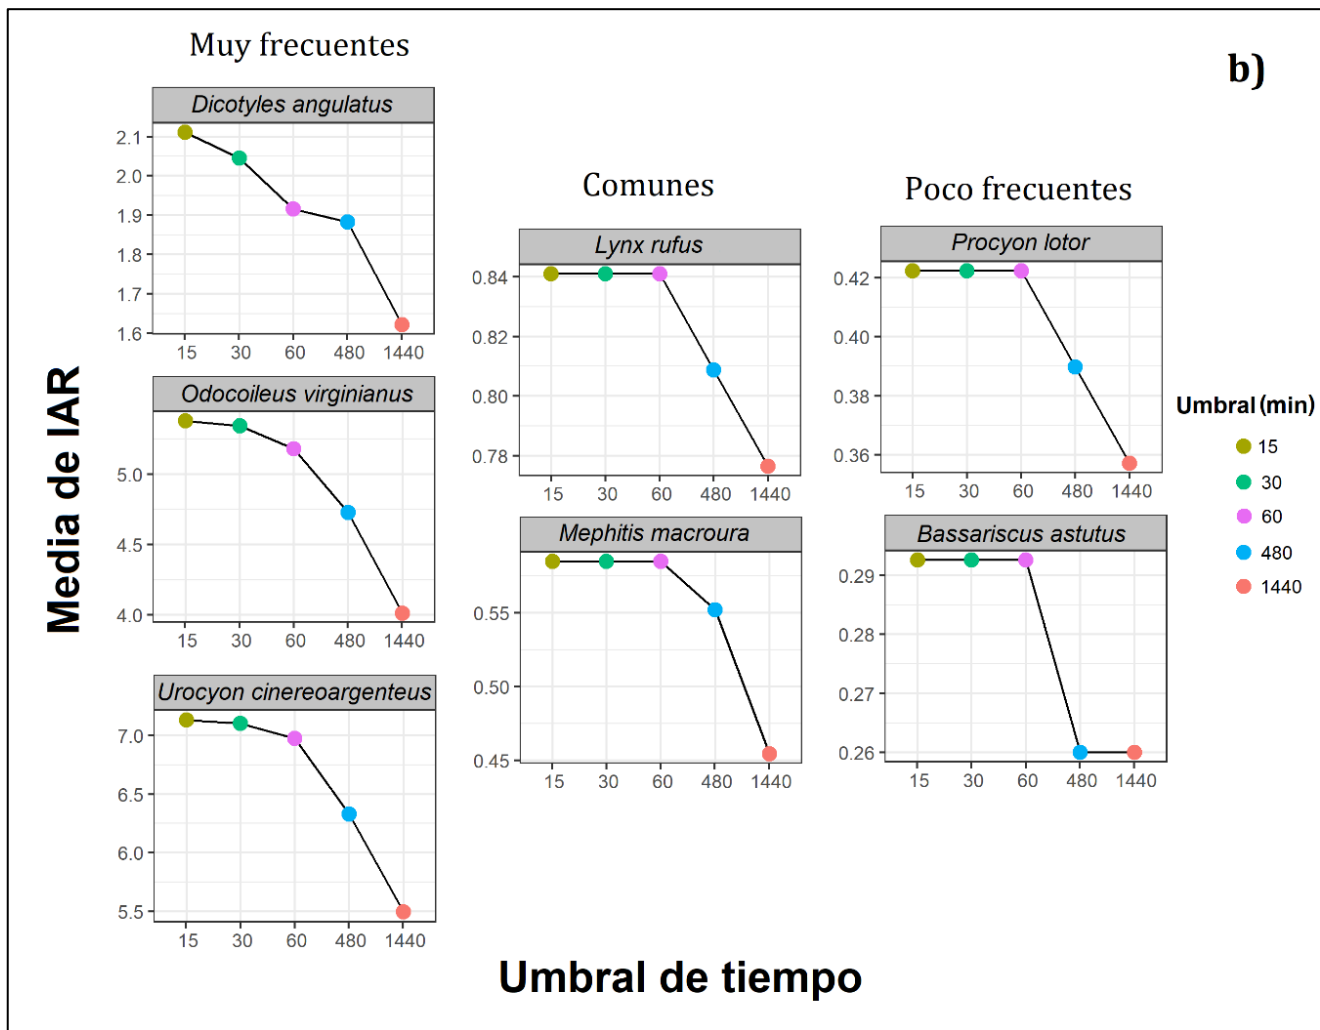 b)
Muy frecuentes
Dicotyles angulatus
2.1
2.0
1.9
1.8
1.7
1.6
15 30 60 480 1440
Odocoileus virginianus
5.0
4.5
4.0
15 30 60 480 1440
Urocyon cinereoargenteus
7.0
6.5
6.0
5.5
15 30 60 480 1440
Comunes
Lynx rufus
0.84
0.82
0.80
0.78
15 30 60 480 1440
Mephitis macroura
0.55
0.50
0.45
15 30 60 480 1440
Poco frecuentes
Procyon lotor
0.42
0.40
0.38
0.36
15 30 60 480 1440
Bassariscus astutus
0.29
0.28
0.27
0.26
15 30 60 480 1440
Umbral (min)
15
30
60
480
1440
Media de IAR
Umbral de tiempo